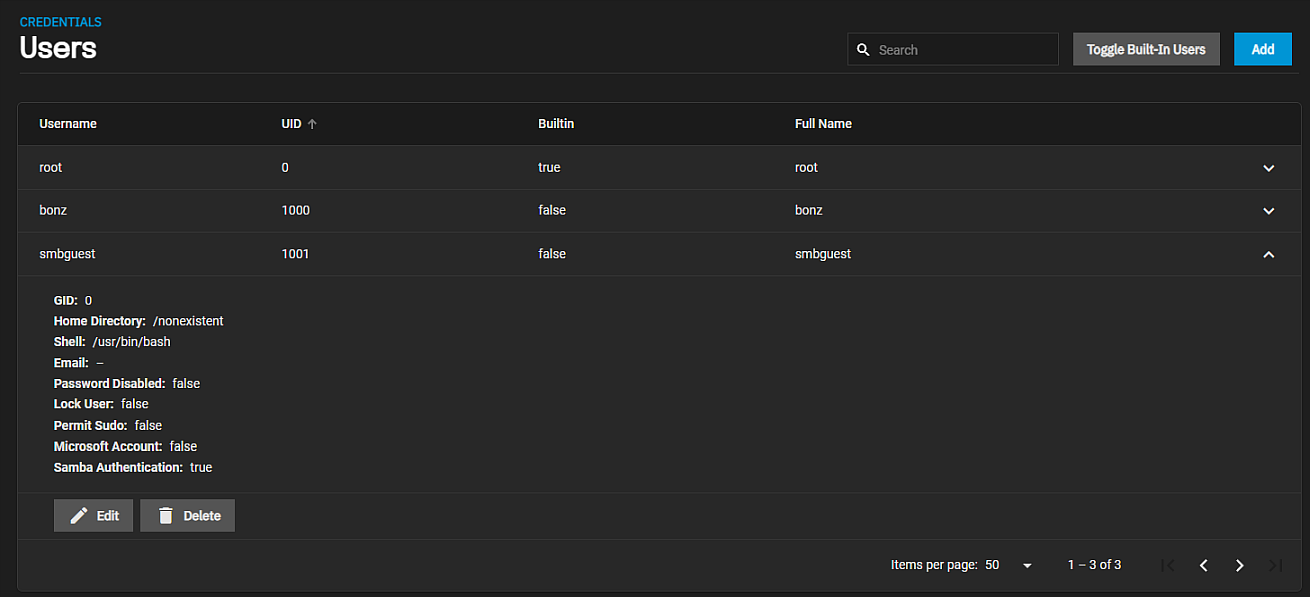 CREDENTIALS
Users
Search
Toggle Built-In Users
Add
Username UID Builtin Full Name
root 0 true root
bonz 1000 false bonz
smbguest 1001 false smbguest
GID: 0
Home Directory: /nonexistent
Shell: /usr/bin/bash
Email: –
Password Disabled: false
Lock User: false
Permit Sudo: false
Microsoft Account: false
Samba Authentication: true
Edit Delete
Items per page: 50 1 – 3 of 3